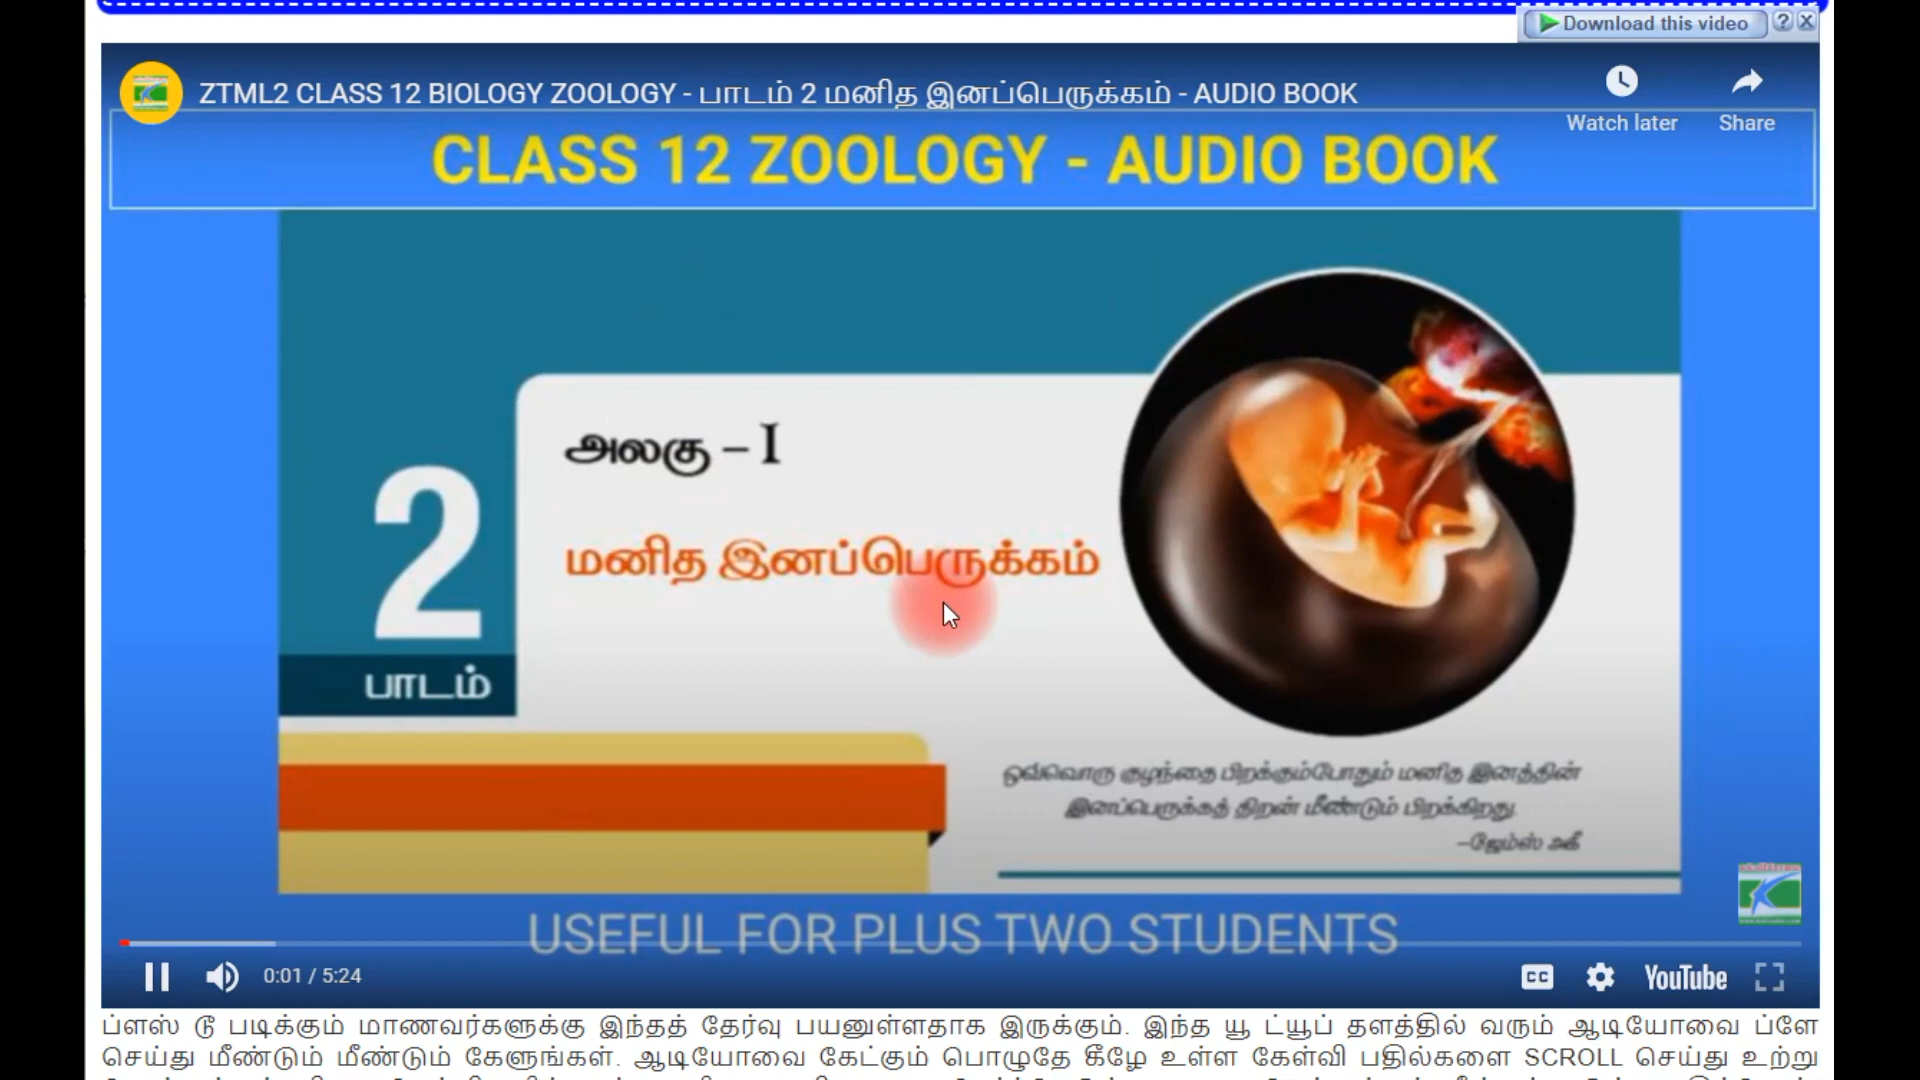 Download this video
ZTML2 CLASS 12 BIOLOGY ZOOLOGY - பாடம் 2 மனித இனப்பெருக்கம் - AUDIO BOOK
Watch later
Share
CLASS 12 ZOOLOGY - AUDIO BOOK
அலகு – I
மனித இனப்பெருக்கம்
2
பாடம்
ஒவ்வொரு குழந்தை பிறக்கும்போதும் மனித இனத்தின்
இனப்பெருக்கத் திறன் மீண்டும் பிறக்கிறது.
–ஜேம்ஸ் அகீ
USEFUL FOR PLUS TWO STUDENTS
0:01 / 5:24
CC
YouTube
ப்ளஸ் டூ படிக்கும் மாணவர்களுக்கு இந்தத் தேர்வு பயனுள்ளதாக இருக்கும். இந்த யூ ட்யூப் தளத்தில் வரும் ஆடியோவை ப்ளே
செய்து மீண்டும் மீண்டும் கேளுங்கள். ஆடியோவை கேட்கும் பொழுதே கீழே உள்ள கேள்வி பதில்களை SCROLL செய்து உற்று